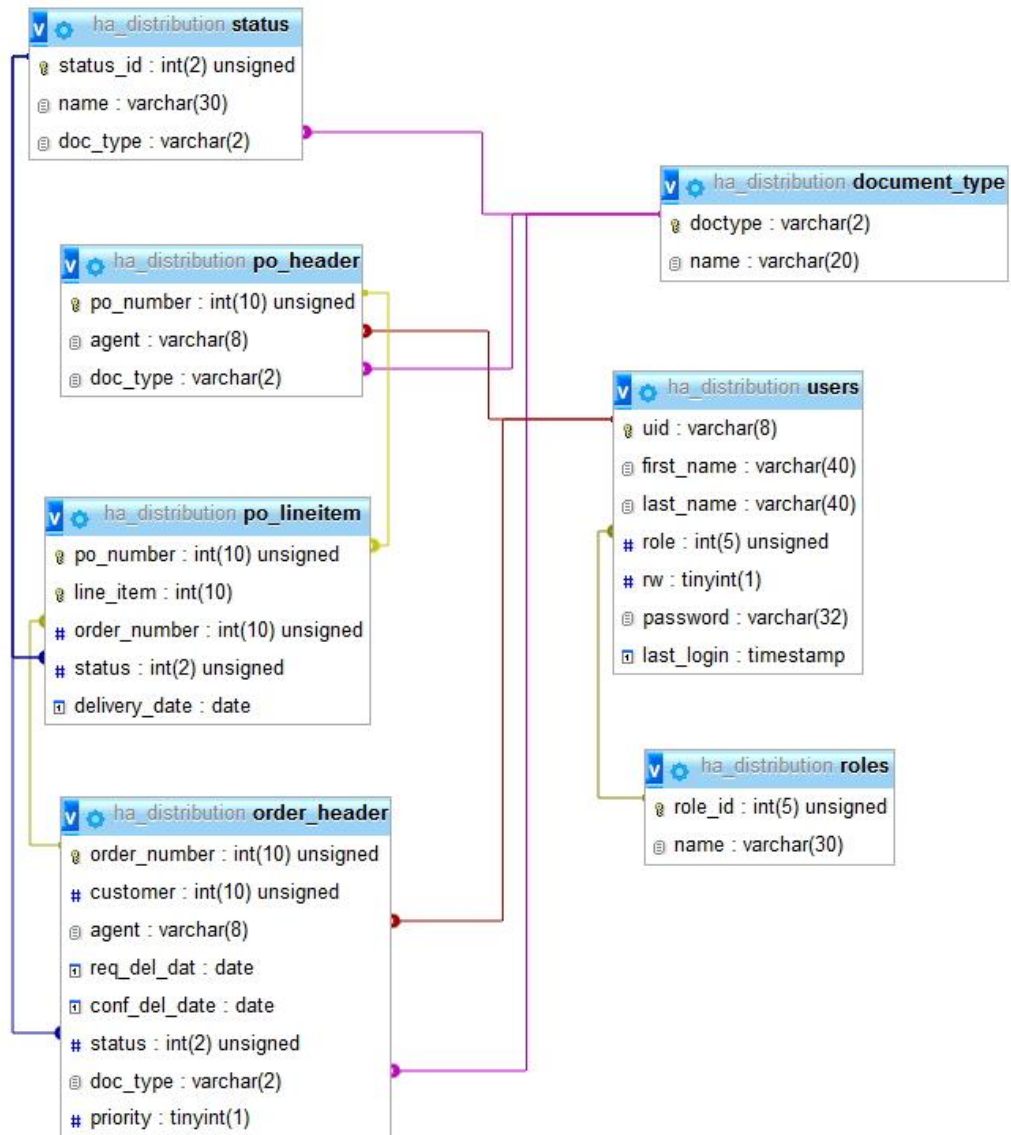 ha_distribution status
status_id : int(2) unsigned
name : varchar(30)
doc_type : varchar(2)
ha_distribution document_type
doctype : varchar(2)
name : varchar(20)
ha_distribution po_header
po_number : int(10) unsigned
agent : varchar(8)
doc_type : varchar(2)
ha_distribution users
uid : varchar(8)
first_name : varchar(40)
last_name : varchar(40)
# role : int(5) unsigned
# rw : tinyint(1)
password : varchar(32)
last_login : timestamp
ha_distribution po_lineitem
po_number : int(10) unsigned
line_item : int(10)
# order_number : int(10) unsigned
# status : int(2) unsigned
delivery_date : date
ha_distribution roles
role_id : int(5) unsigned
name : varchar(30)
ha_distribution order_header
order_number : int(10) unsigned
# customer : int(10) unsigned
agent : varchar(8)
req_del_dat : date
conf_del_date : date
# status : int(2) unsigned
doc_type : varchar(2)
# priority : tinyint(1)